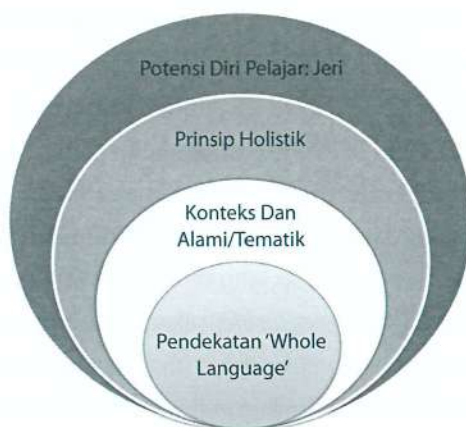 Potensi Diri Pelajar: Jeri
Prinsip Holistik
Konteks Dan
Alami/Tematik
Pendekatan 'Whole
Language'